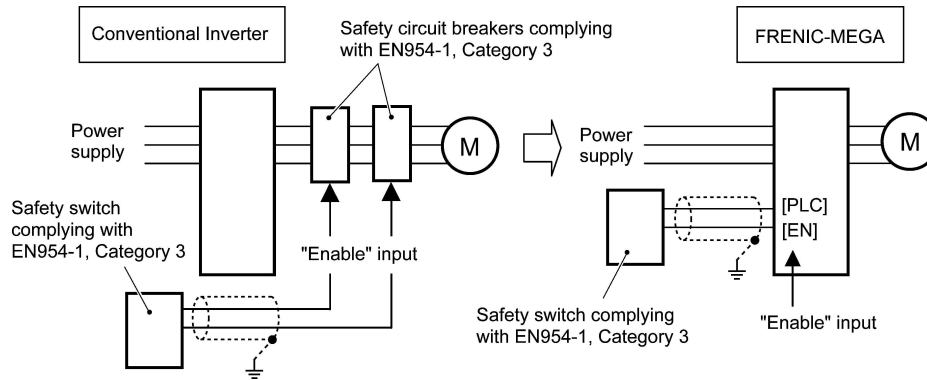 Conventional Inverter
Safety circuit breakers complying
with EN954-1, Category 3
FRENIC-MEGA
Power
supply
M
Power
supply
M
Safety switch
complying with
EN954-1, Category 3
"Enable" input
[PLC]
[EN]
Safety switch complying
with EN954-1, Category 3
"Enable" input